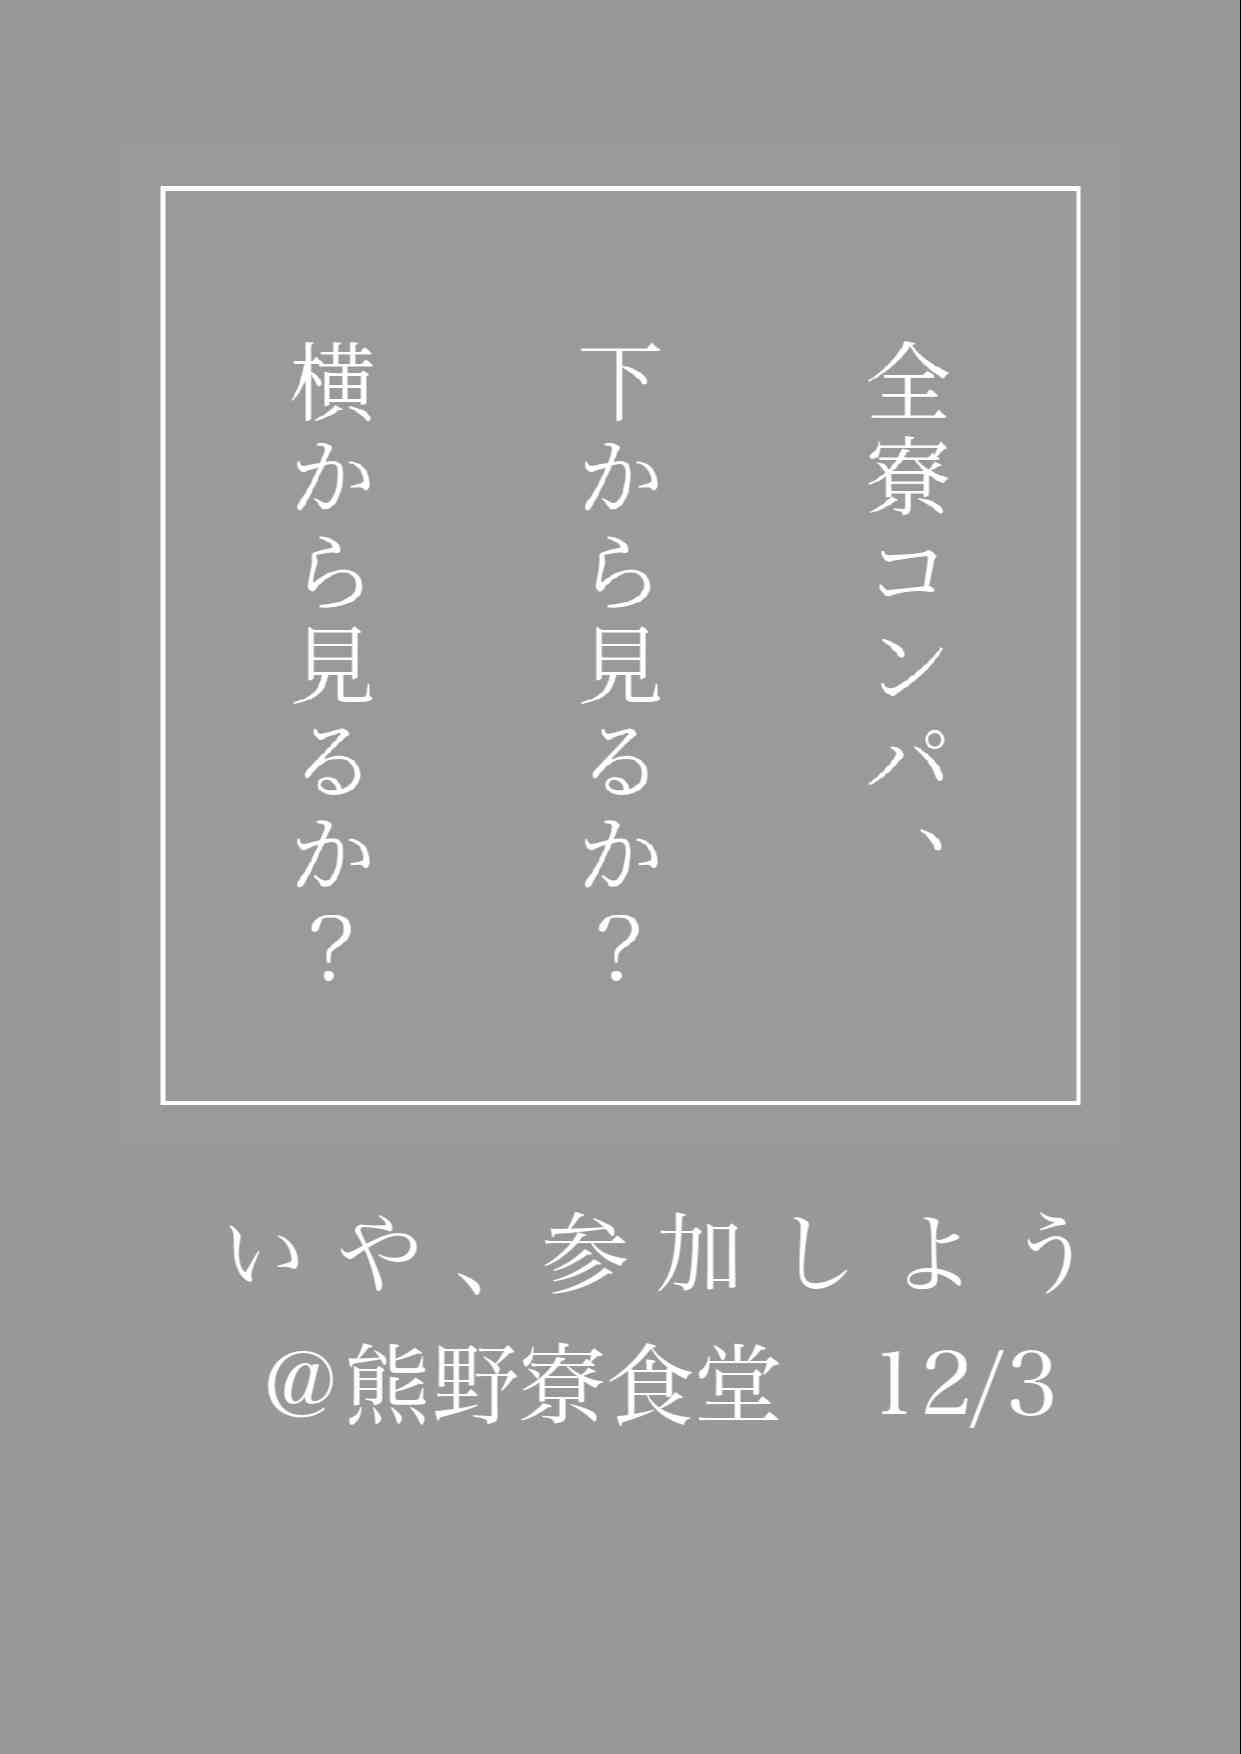 全寮コンパ、
下から見るか？
横から見るか？
いや、参加しよう
@熊野寮食堂　12/3